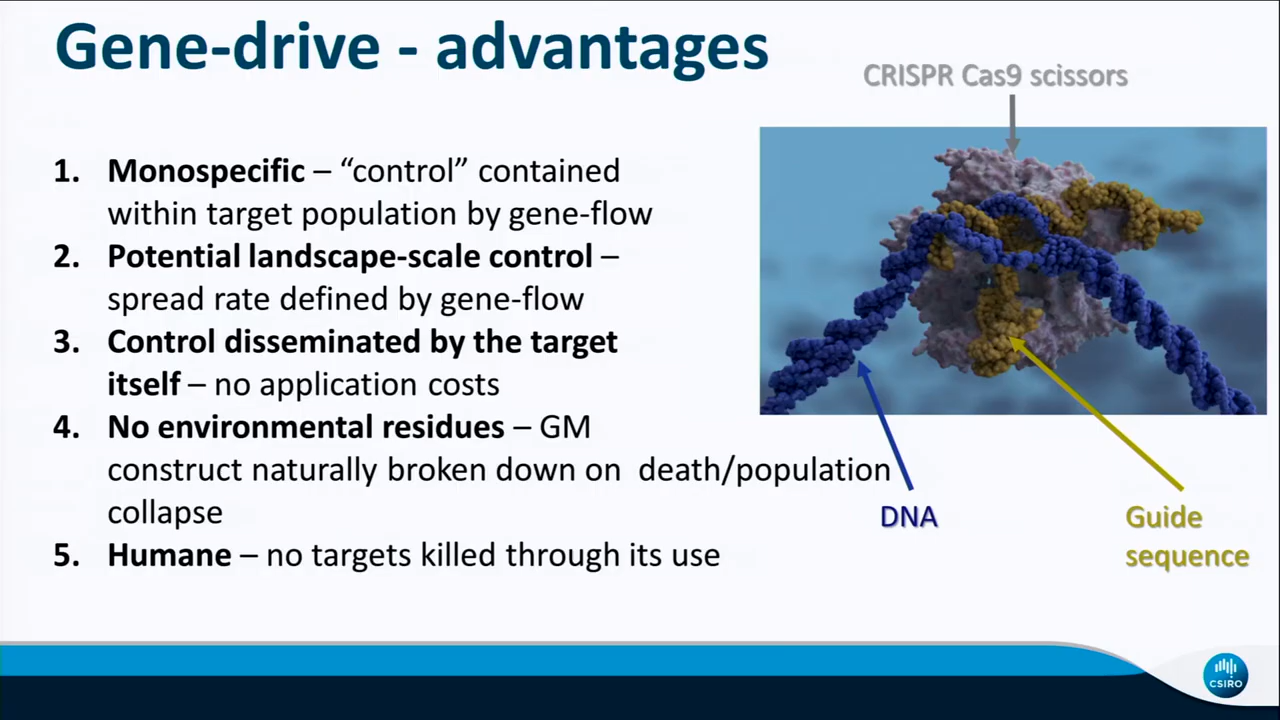 Gene-drive - advantages
CRISPR Cas9 scissors
1. Monospecific – “control” contained
within target population by gene-flow
2. Potential landscape-scale control –
spread rate defined by gene-flow
3. Control disseminated by the target
itself – no application costs
4. No environmental residues – GM
construct naturally broken down on death/population
collapse
5. Humane – no targets killed through its use
DNA
Guide
sequence
CSIRO